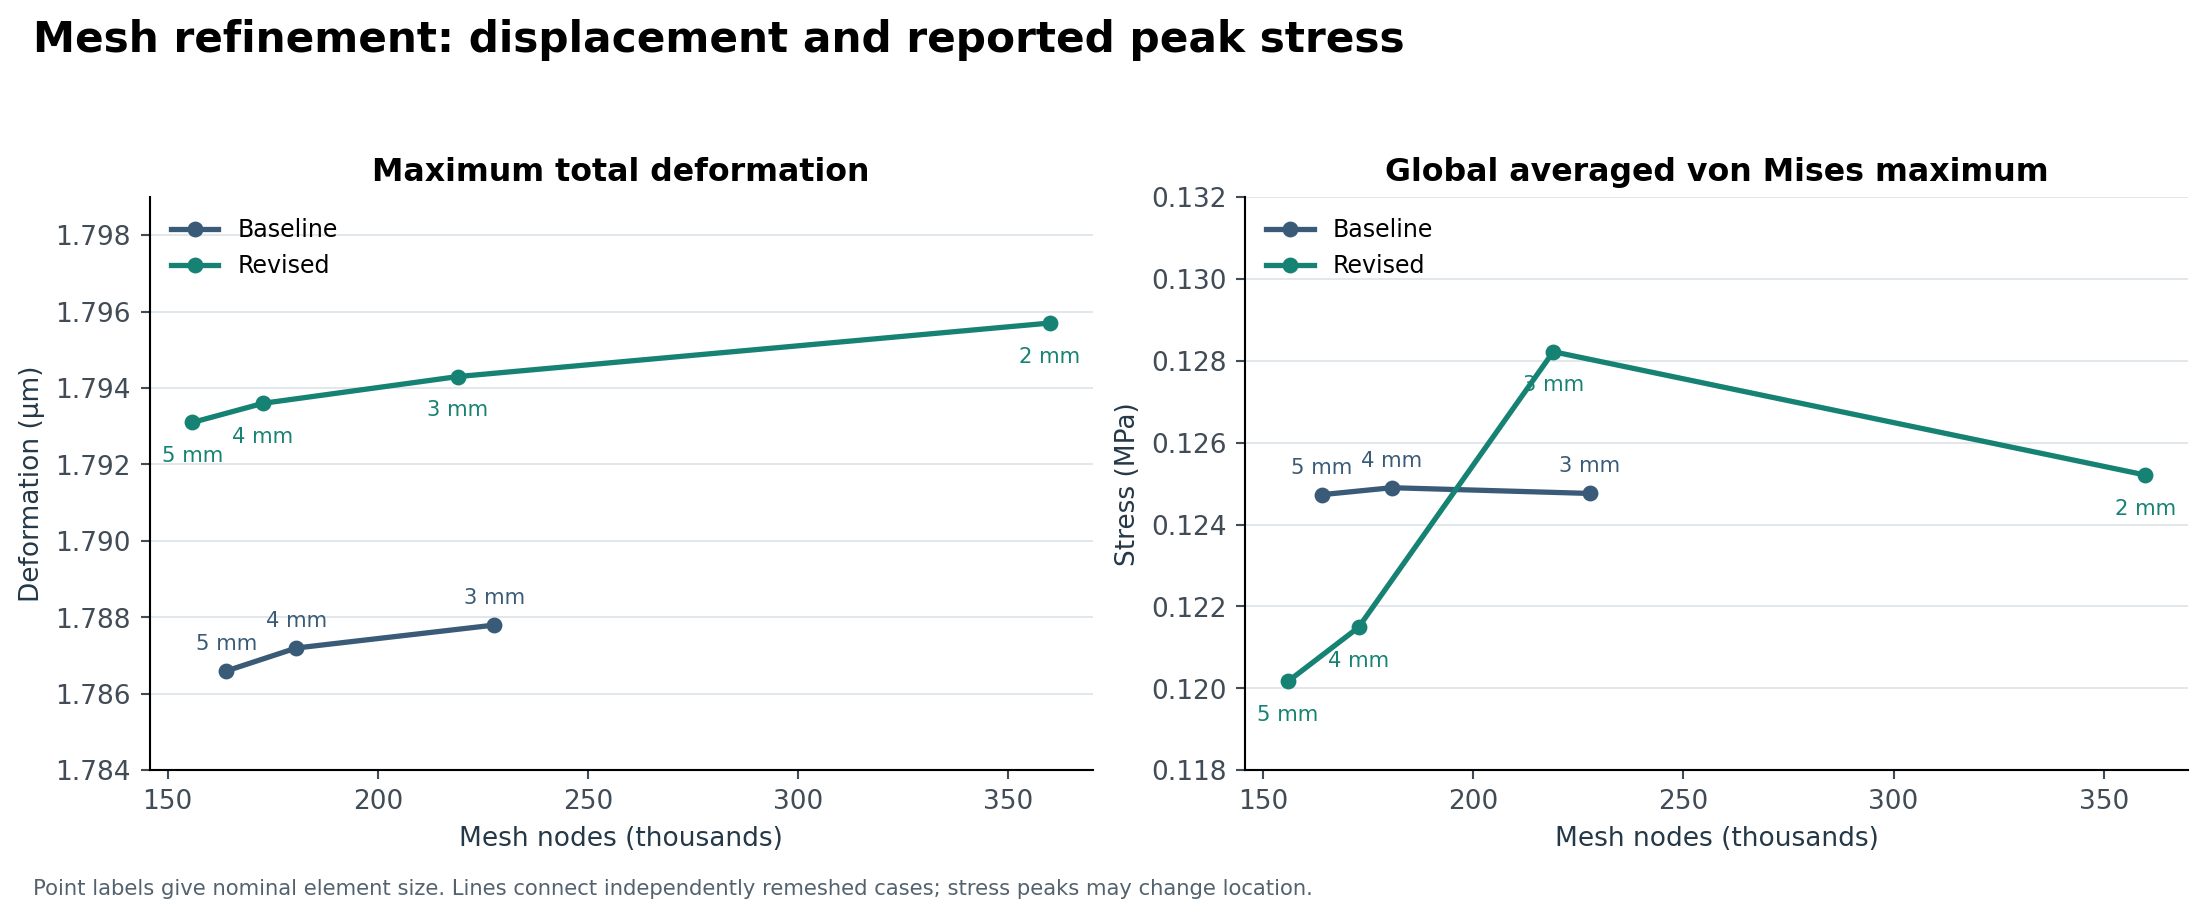 Mesh refinement: displacement and reported peak stress
Maximum total deformation
Baseline
Revised
1.798
1.796
1.794
1.792
1.790
1.788
1.786
1.784
Deformation (µm)
5 mm
4 mm
3 mm
2 mm
5 mm
4 mm
3 mm
150
200
250
300
350
Mesh nodes (thousands)
Global averaged von Mises maximum
Baseline
Revised
0.132
0.130
0.128
0.126
0.124
0.122
0.120
0.118
Stress (MPa)
3 mm
5 mm
4 mm
3 mm
2 mm
4 mm
5 mm
150
200
250
300
350
Mesh nodes (thousands)
Point labels give nominal element size. Lines connect independently remeshed cases; stress peaks may change location.